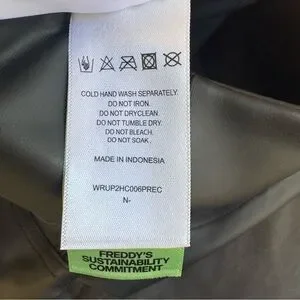 COLD HAND WASH SEPARATELY.
DO NOT IRON.
DO NOT DRYCLEAN.
DO NOT TUMBLE DRY.
DO NOT BLEACH.
DO NOT SOAK.
MADE IN INDONESIA
WRUP2HC006PREC
N-
FREDDY'S
SUSTAINABILITY
COMMITMENT